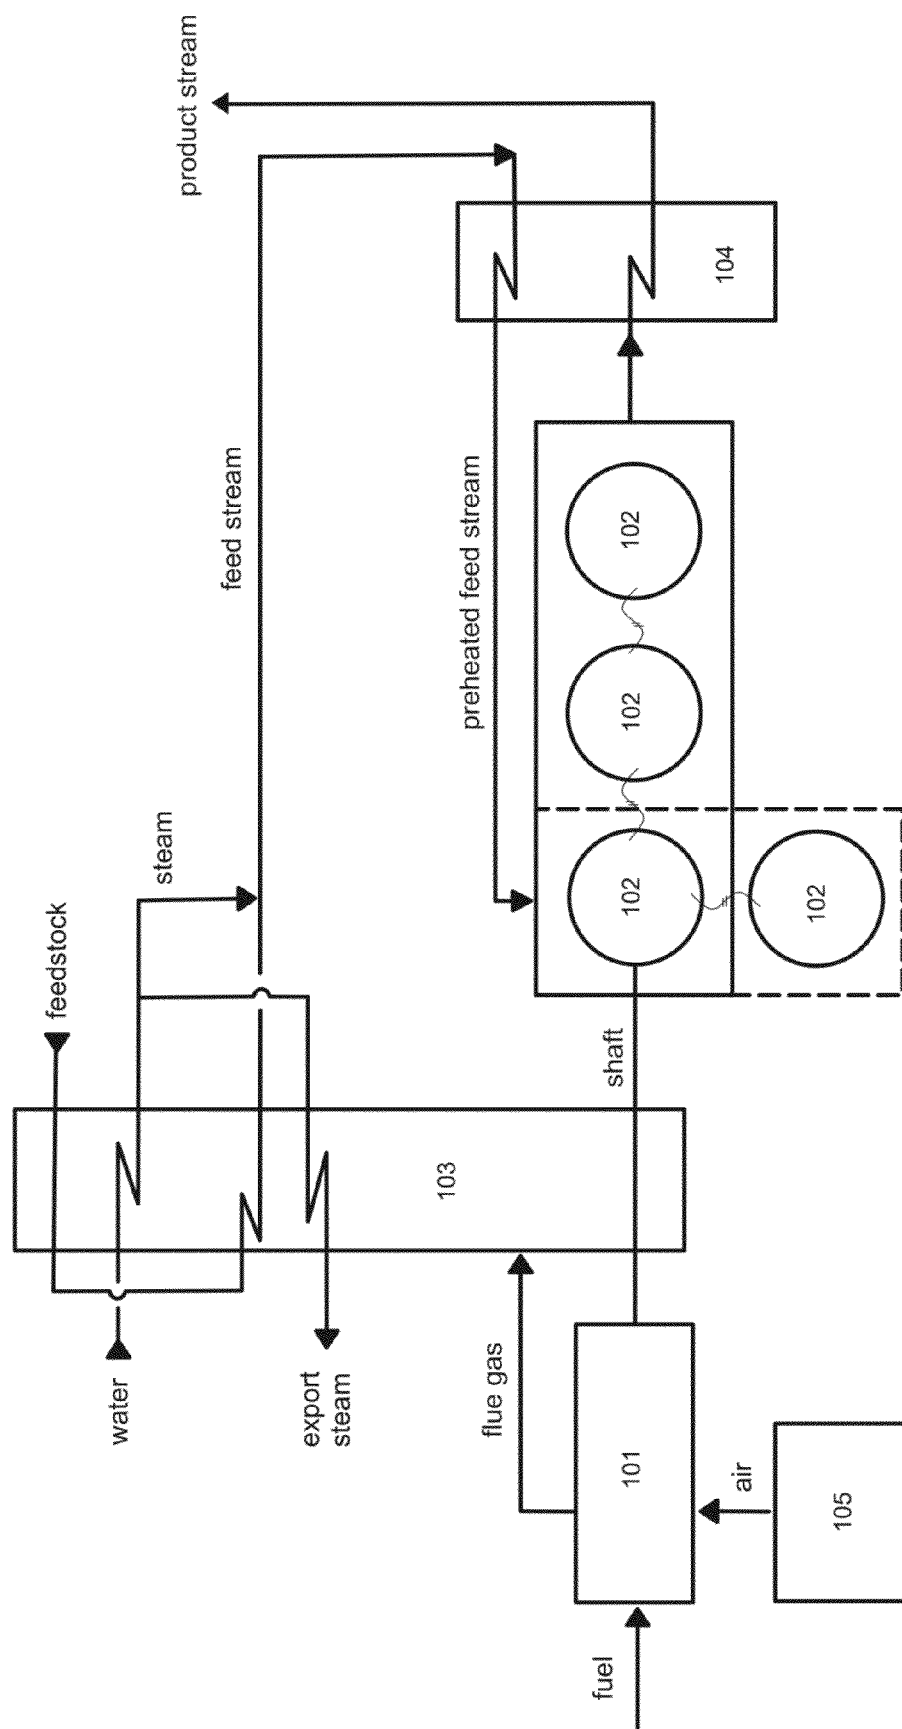 product stream
feed stream
104
preheated feed stream
102
102
102
102
steam
feedstock
shaft
103
water
export
steam
flue gas
101
air
105
fuel